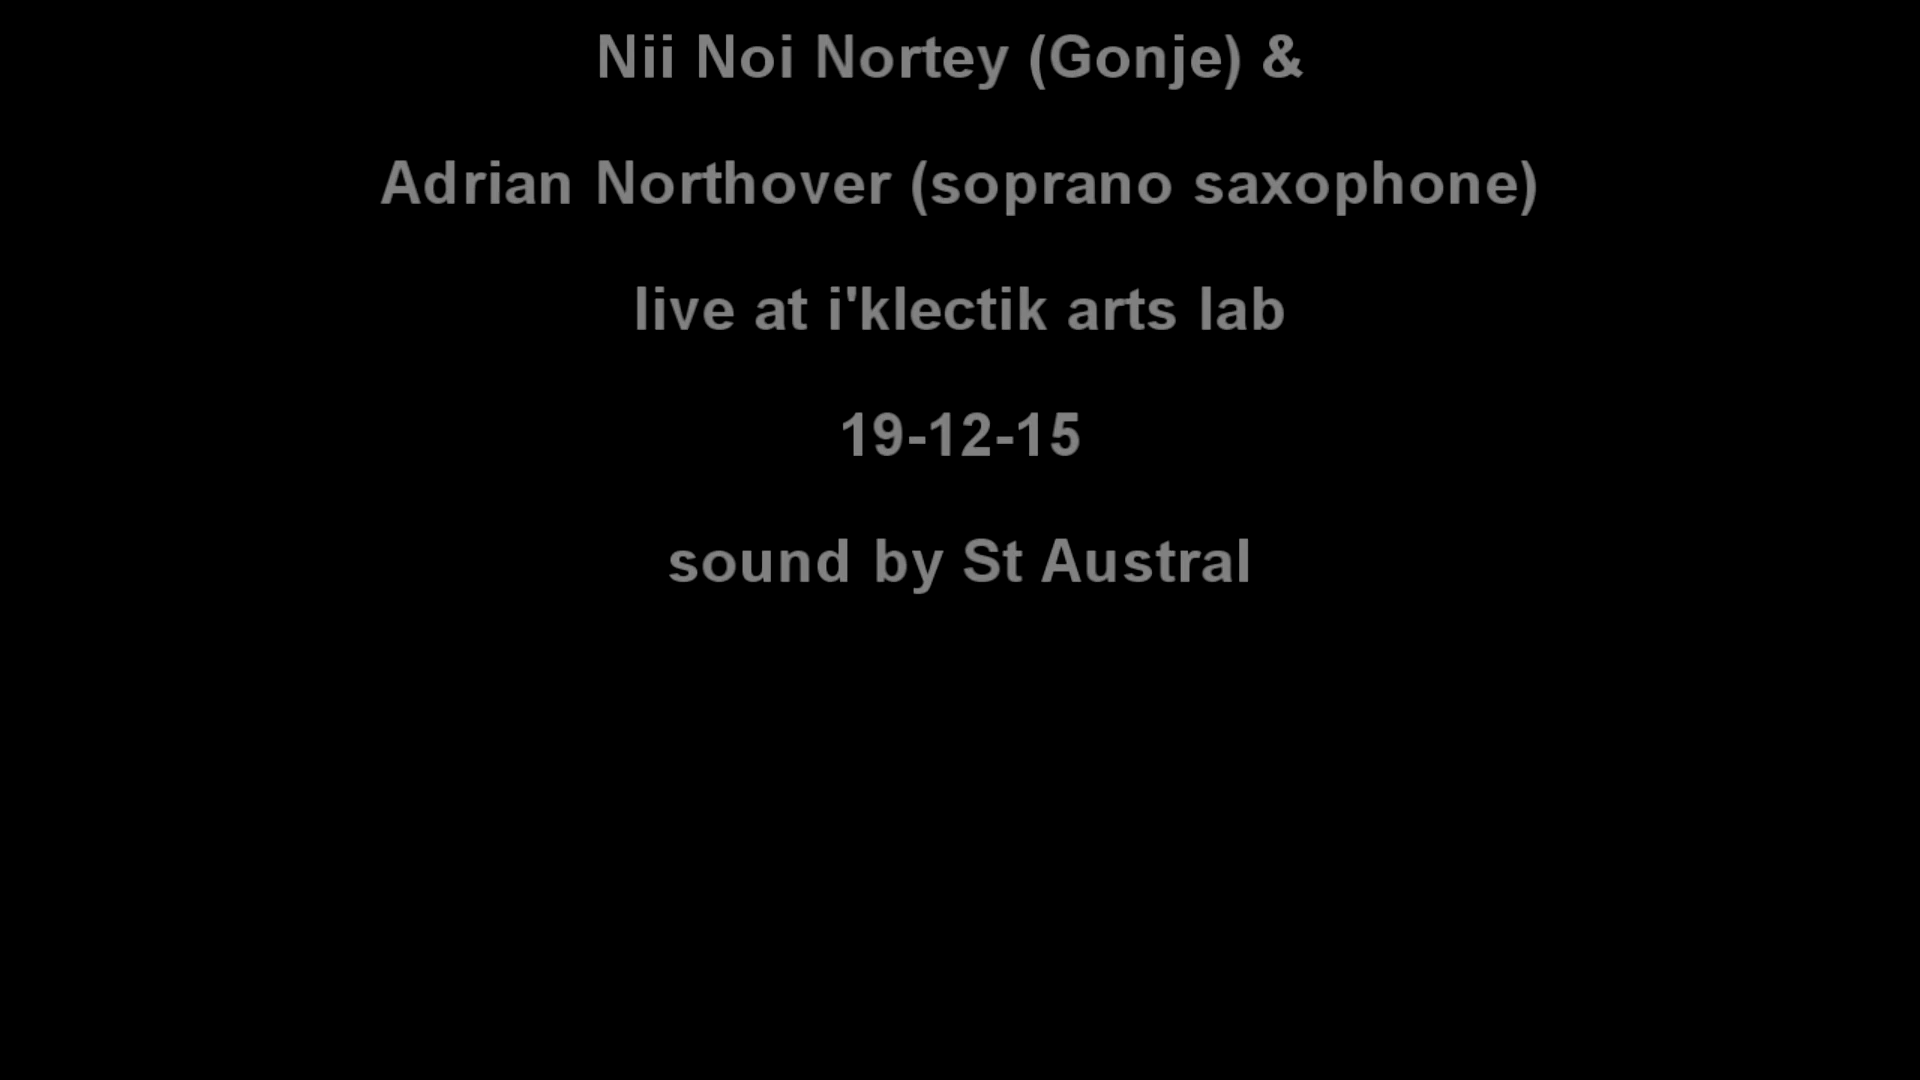 Nii Noi Nortey (Gonje) &
Adrian Northover (soprano saxophone)
live at i'klectik arts lab
19-12-15
sound by St Austral